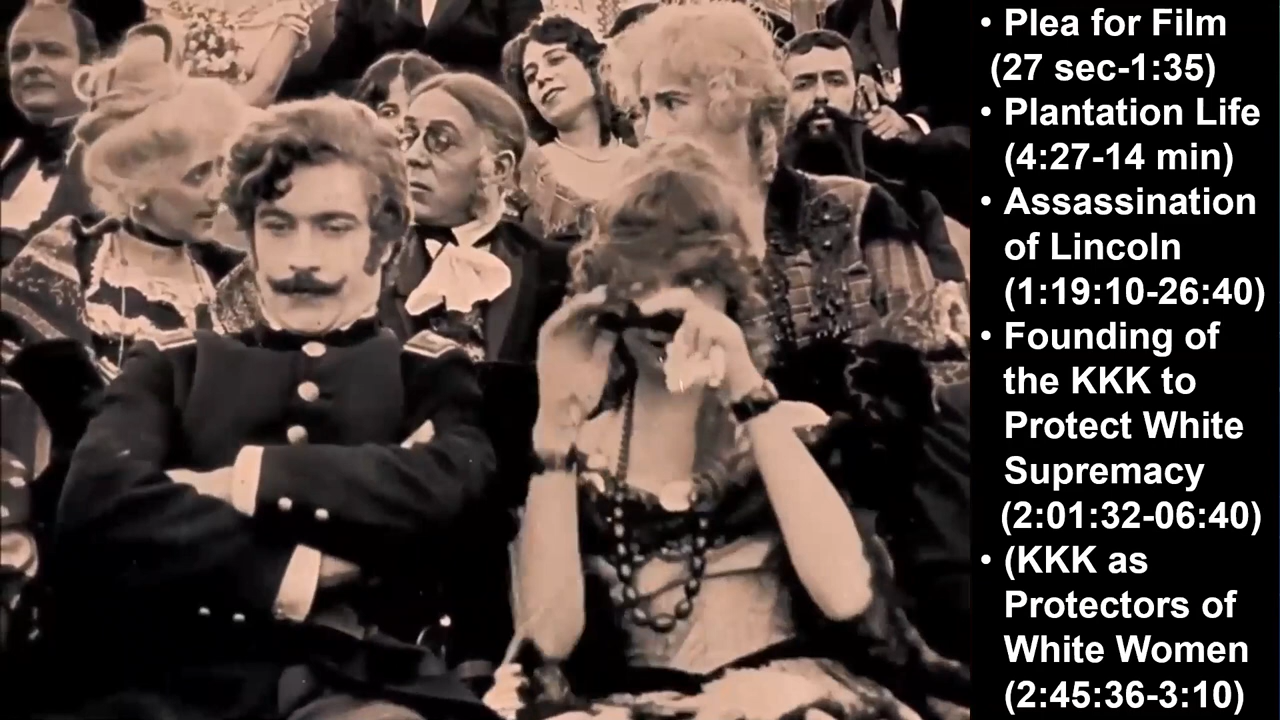 • Plea for Film
(27 sec-1:35)
• Plantation Life
(4:27-14 min)
• Assassination
of Lincoln
(1:19:10-26:40)
• Founding of
the KKK to
Protect White
Supremacy
(2:01:32-06:40)
• (KKK as
Protectors of
White Women
(2:45:36-3:10)